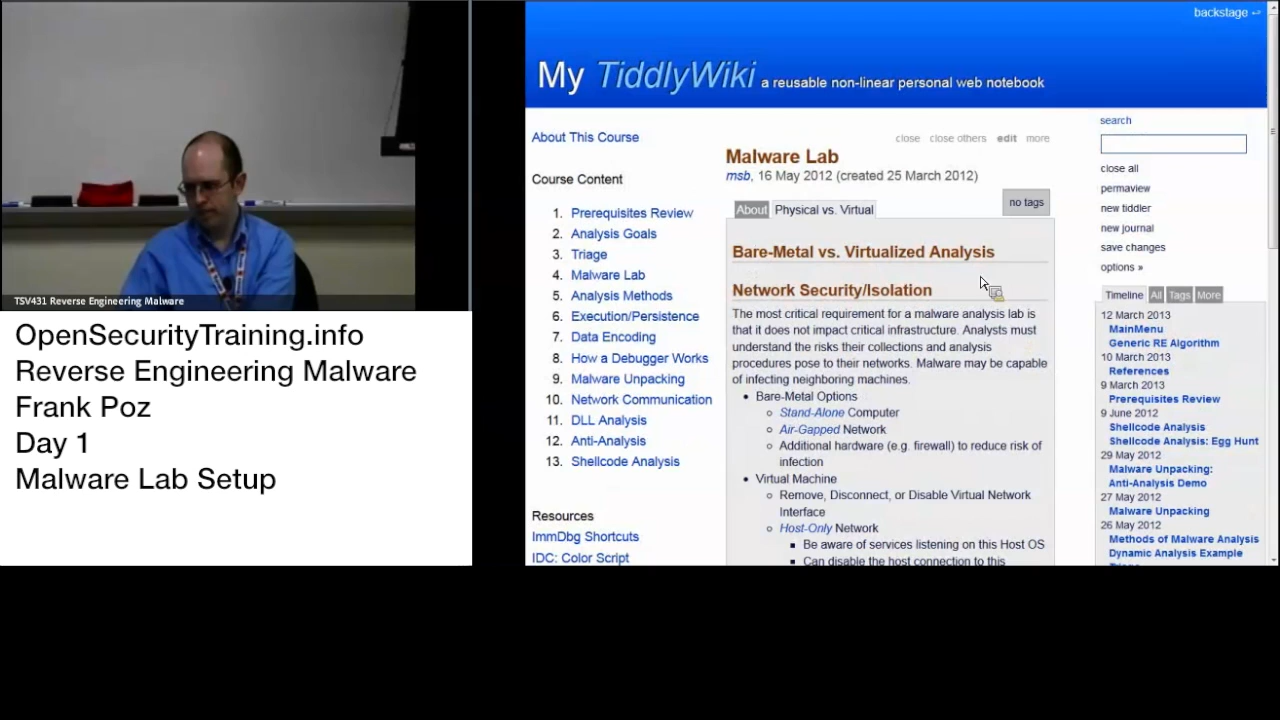 TSV431 Reverse Engineering Malware
OpenSecurityTraining.info
Reverse Engineering Malware
Frank Poz
Day 1
Malware Lab Setup
backstage ↩
My TiddlyWiki a reusable non-linear personal web notebook
About This Course
Course Content
1. Prerequisites Review
2. Analysis Goals
3. Triage
4. Malware Lab
5. Analysis Methods
6. Execution/Persistence
7. Data Encoding
8. How a Debugger Works
9. Malware Unpacking
10. Network Communication
11. DLL Analysis
12. Anti-Analysis
13. Shellcode Analysis
Resources
ImmDbg Shortcuts
IDC: Color Script
close close others edit more
Malware Lab
msb, 16 May 2012 (created 25 March 2012)
no tags
About Physical vs. Virtual
Bare-Metal vs. Virtualized Analysis
Network Security/Isolation
The most critical requirement for a malware analysis lab is
that it does not impact critical infrastructure. Analysts must
understand the risks their collections and analysis
procedures pose to their networks. Malware may be capable
of infecting neighboring machines.
• Bare-Metal Options
Stand-Alone Computer
Air-Gapped Network
Additional hardware (e.g. firewall) to reduce risk of
infection
• Virtual Machine
Remove, Disconnect, or Disable Virtual Network
Interface
Host-Only Network
Be aware of services listening on this Host OS
Can disable the host connection to this
search
close all
permaview
new tiddler
new journal
save changes
options »
Timeline All Tags More
12 March 2013
MainMenu
Generic RE Algorithm
10 March 2013
References
9 March 2013
Prerequisites Review
9 June 2012
Shellcode Analysis
Shellcode Analysis: Egg Hunt
29 May 2012
Malware Unpacking:
Anti-Analysis Demo
27 May 2012
Malware Unpacking
26 May 2012
Methods of Malware Analysis
Dynamic Analysis Example